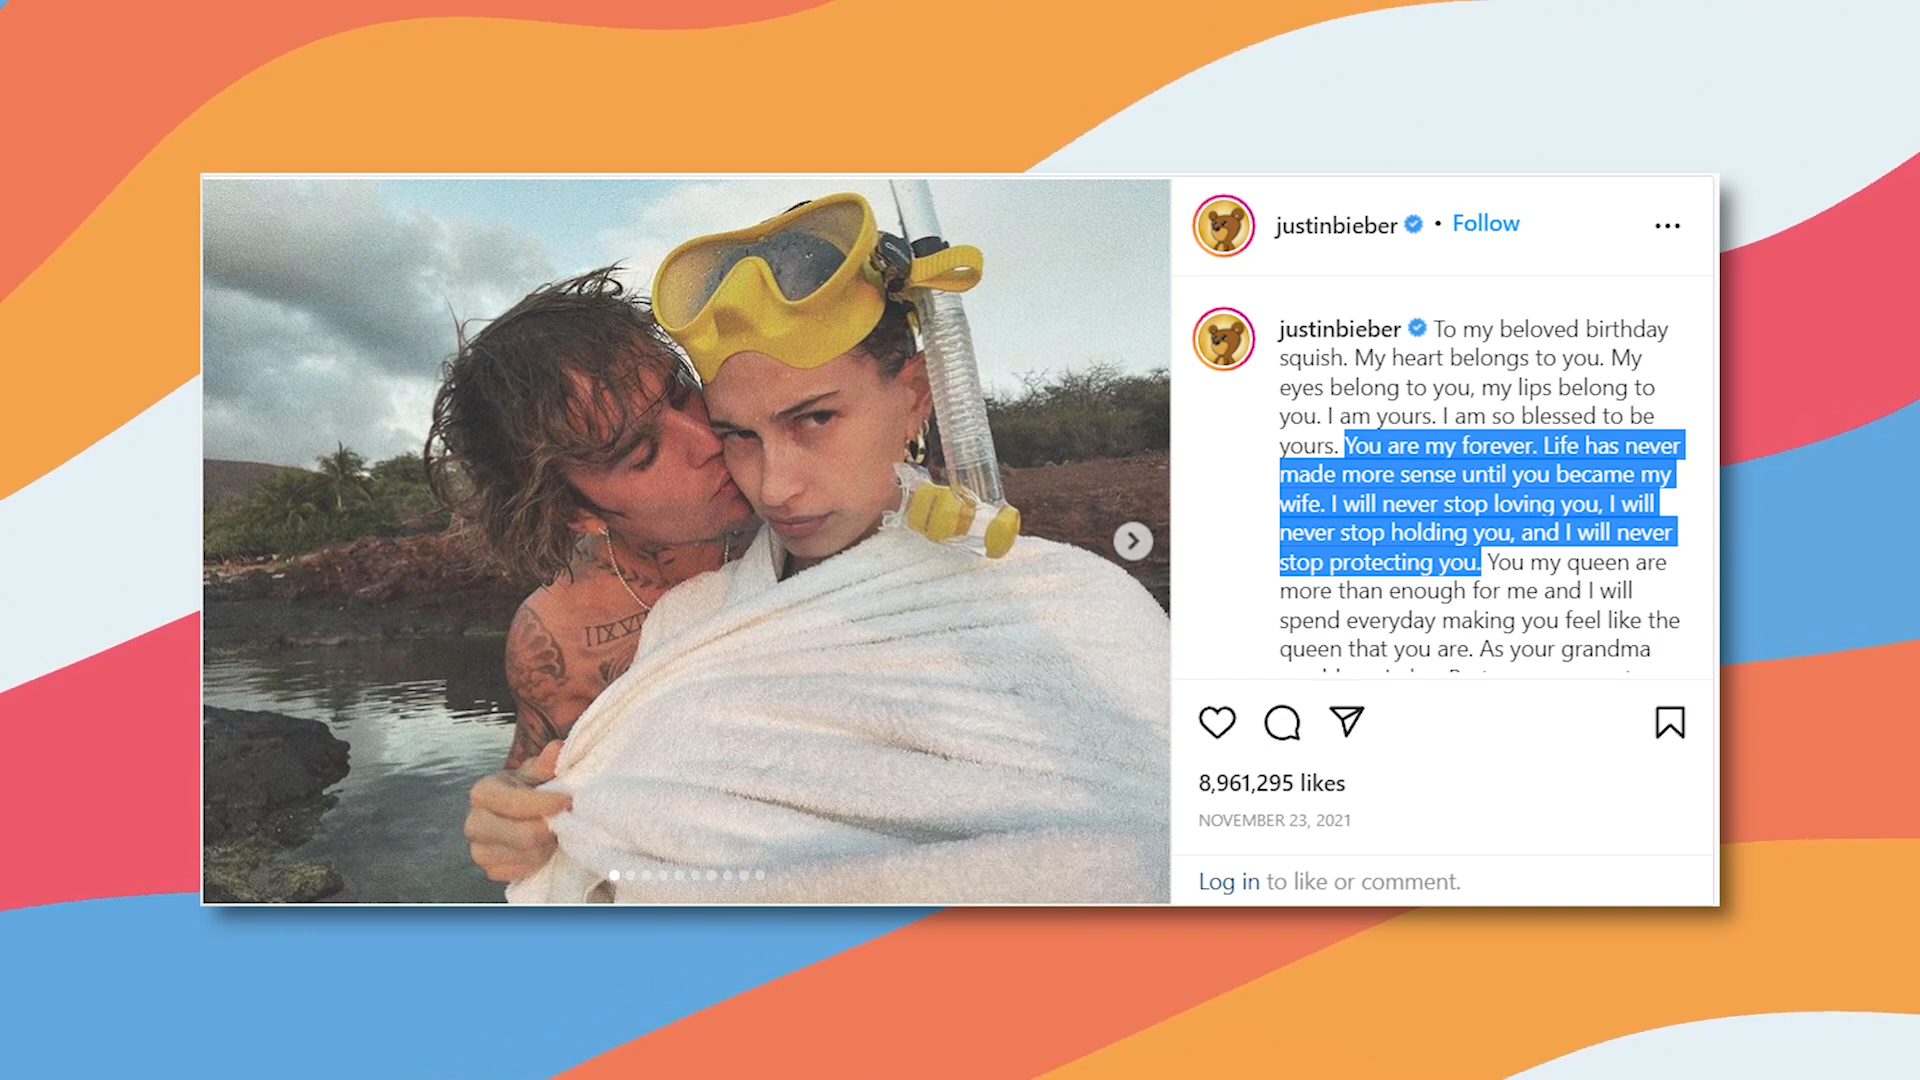 justinbieber • Follow
justinbieber To my beloved birthday
squish. My heart belongs to you. My
eyes belong to you, my lips belong to
you. I am yours. I am so blessed to be
yours. You are my forever. Life has never
made more sense until you became my
wife. I will never stop loving you, I will
never stop holding you, and I will never
stop protecting you. You my queen are
more than enough for me and I will
spend everyday making you feel like the
queen that you are. As your grandma
8,961,295 likes
NOVEMBER 23, 2021
Log in to like or comment.